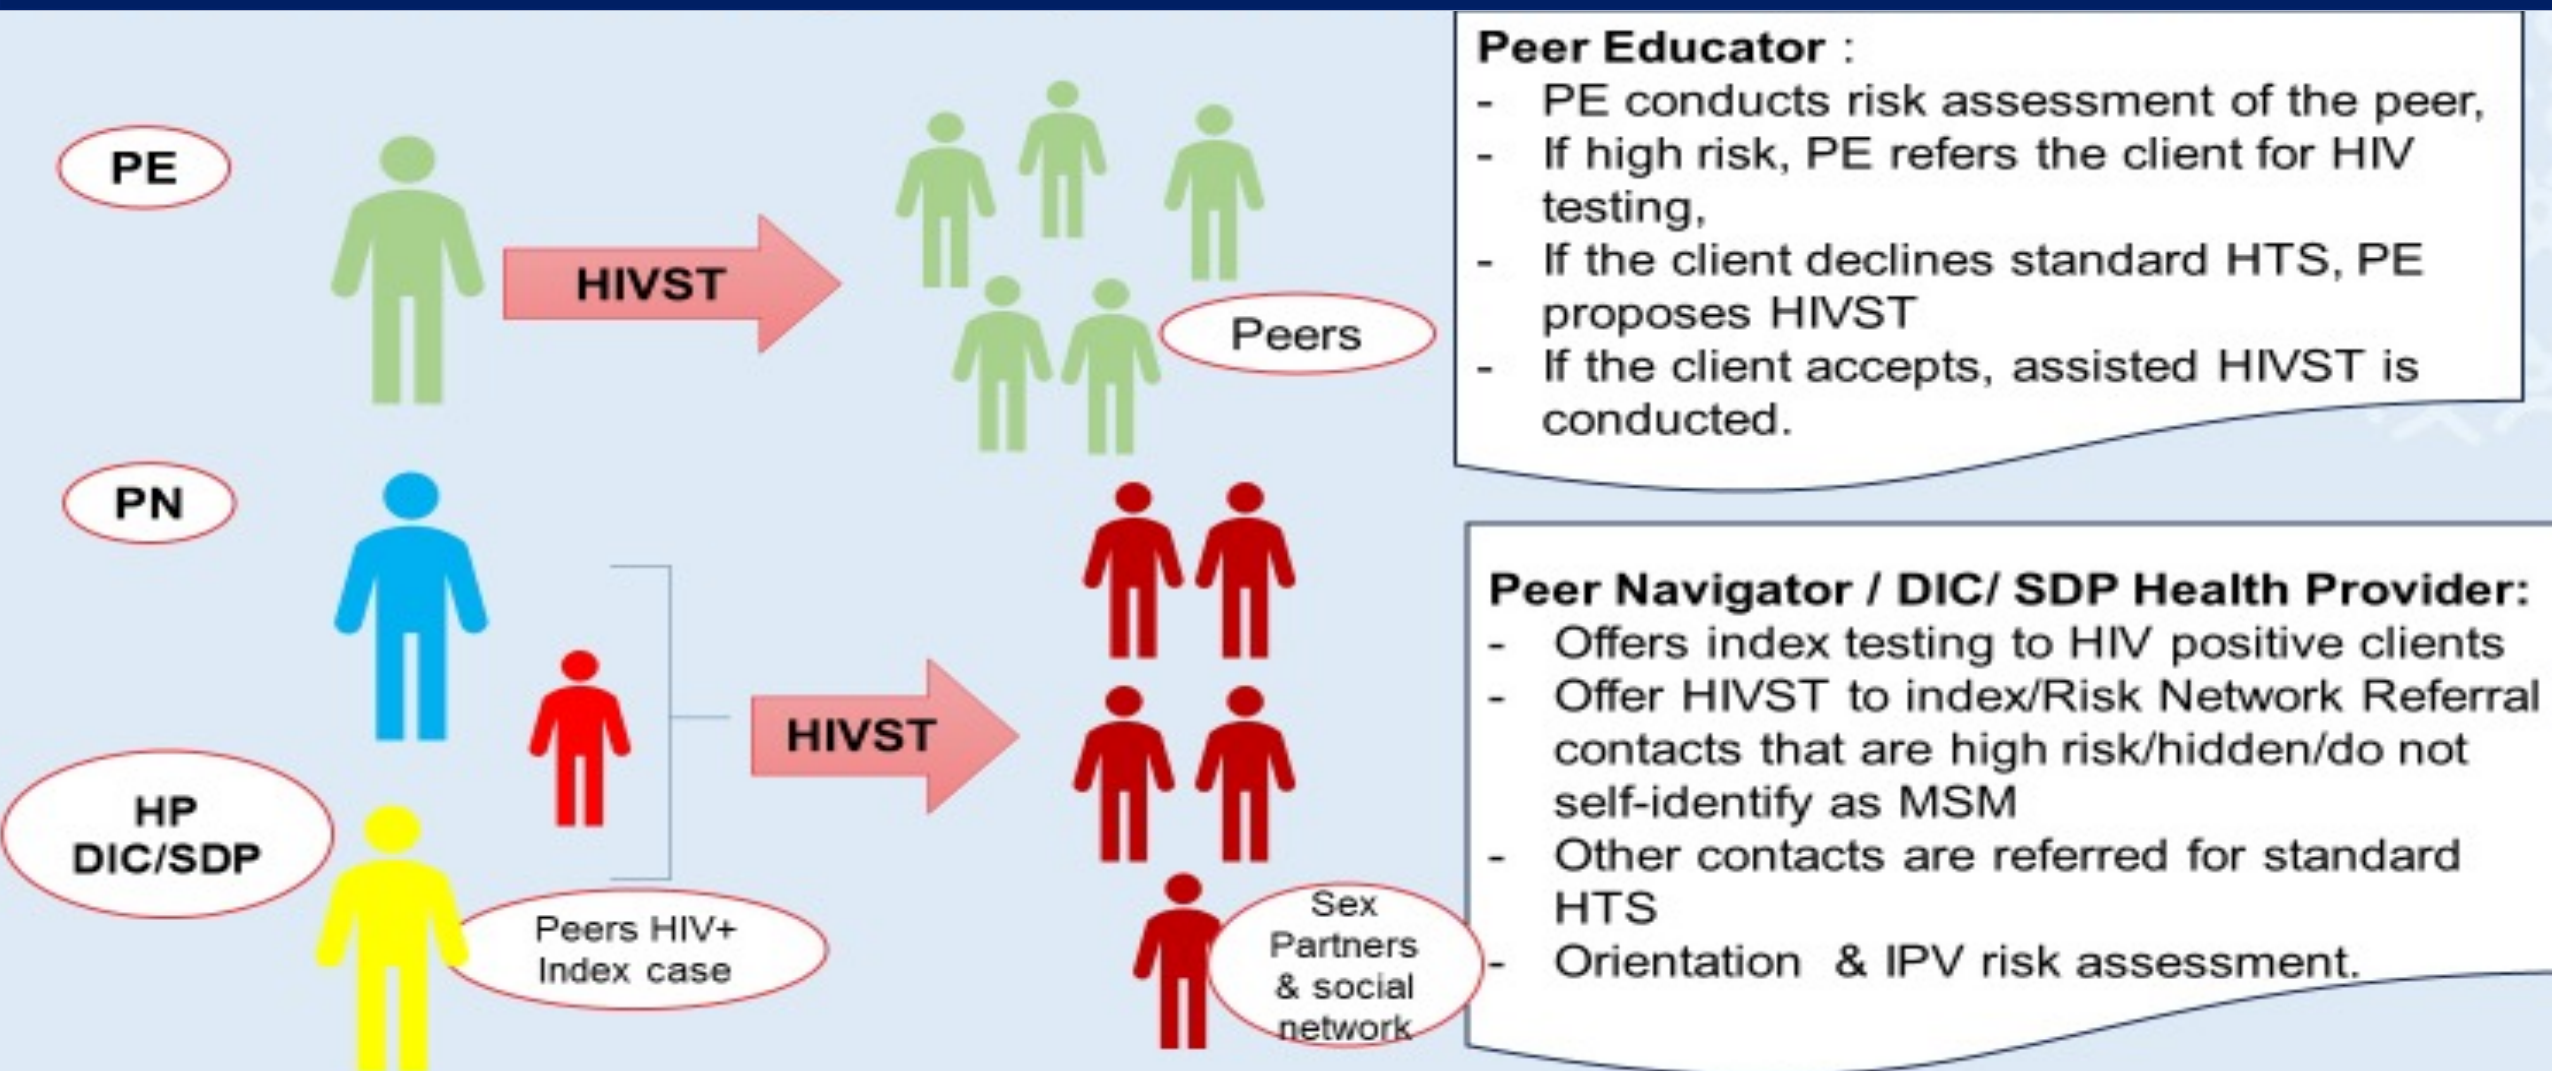 PE
HIVST
Peers
PN
HP
DIC/SDP
Peers HIV+
Index case
HIVST
Sex
Partners
& social
network
Peer Educator :
- PE conducts risk assessment of the peer,
- If high risk, PE refers the client for HIV
testing,
- If the client declines standard HTS, PE
proposes HIVST
- If the client accepts, assisted HIVST is
conducted.
Peer Navigator / DIC/ SDP Health Provider:
- Offers index testing to HIV positive clients
- Offer HIVST to index/Risk Network Referral
contacts that are high risk/hidden/do not
self-identify as MSM
- Other contacts are referred for standard
HTS
- Orientation & IPV risk assessment.